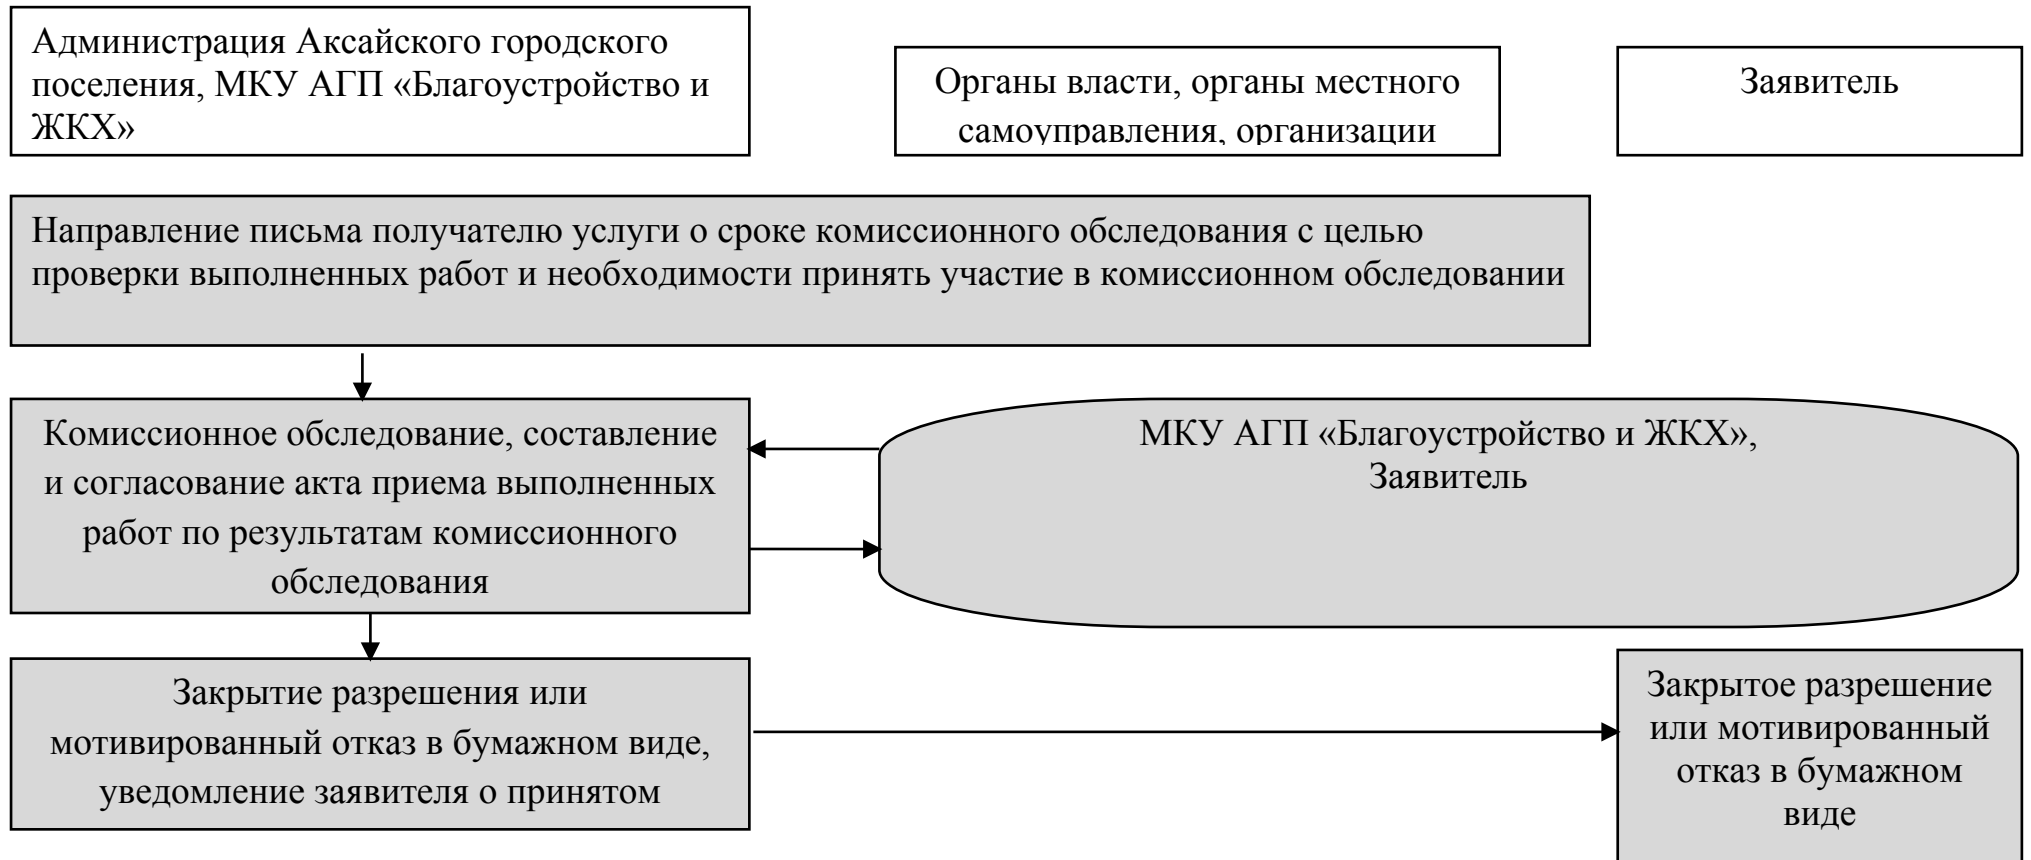 Администрация Аксайского городского
поселения, МКУ АГП «Благоустройство и
ЖКХ»
Органы власти, органы местного
самоуправления, организации
Заявитель
Направление письма получателю услуги о сроке комиссионного обследования с целью
проверки выполненных работ и необходимости принять участие в комиссионном обследовании
Комиссионное обследование, составление
и согласование акта приема выполненных
работ по результатам комиссионного
обследования
МКУ АГП «Благоустройство и ЖКХ»,
Заявитель
Закрытие разрешения или
мотивированный отказ в бумажном виде,
уведомление заявителя о принятом
Закрытое разрешение
или мотивированный
отказ в бумажном
виде